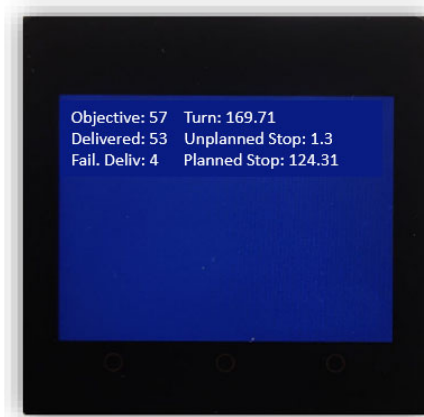 Objective: 57 Turn: 169.71
Delivered: 53 Unplanned Stop: 1.3
Fail. Deliv: 4 Planned Stop: 124.31